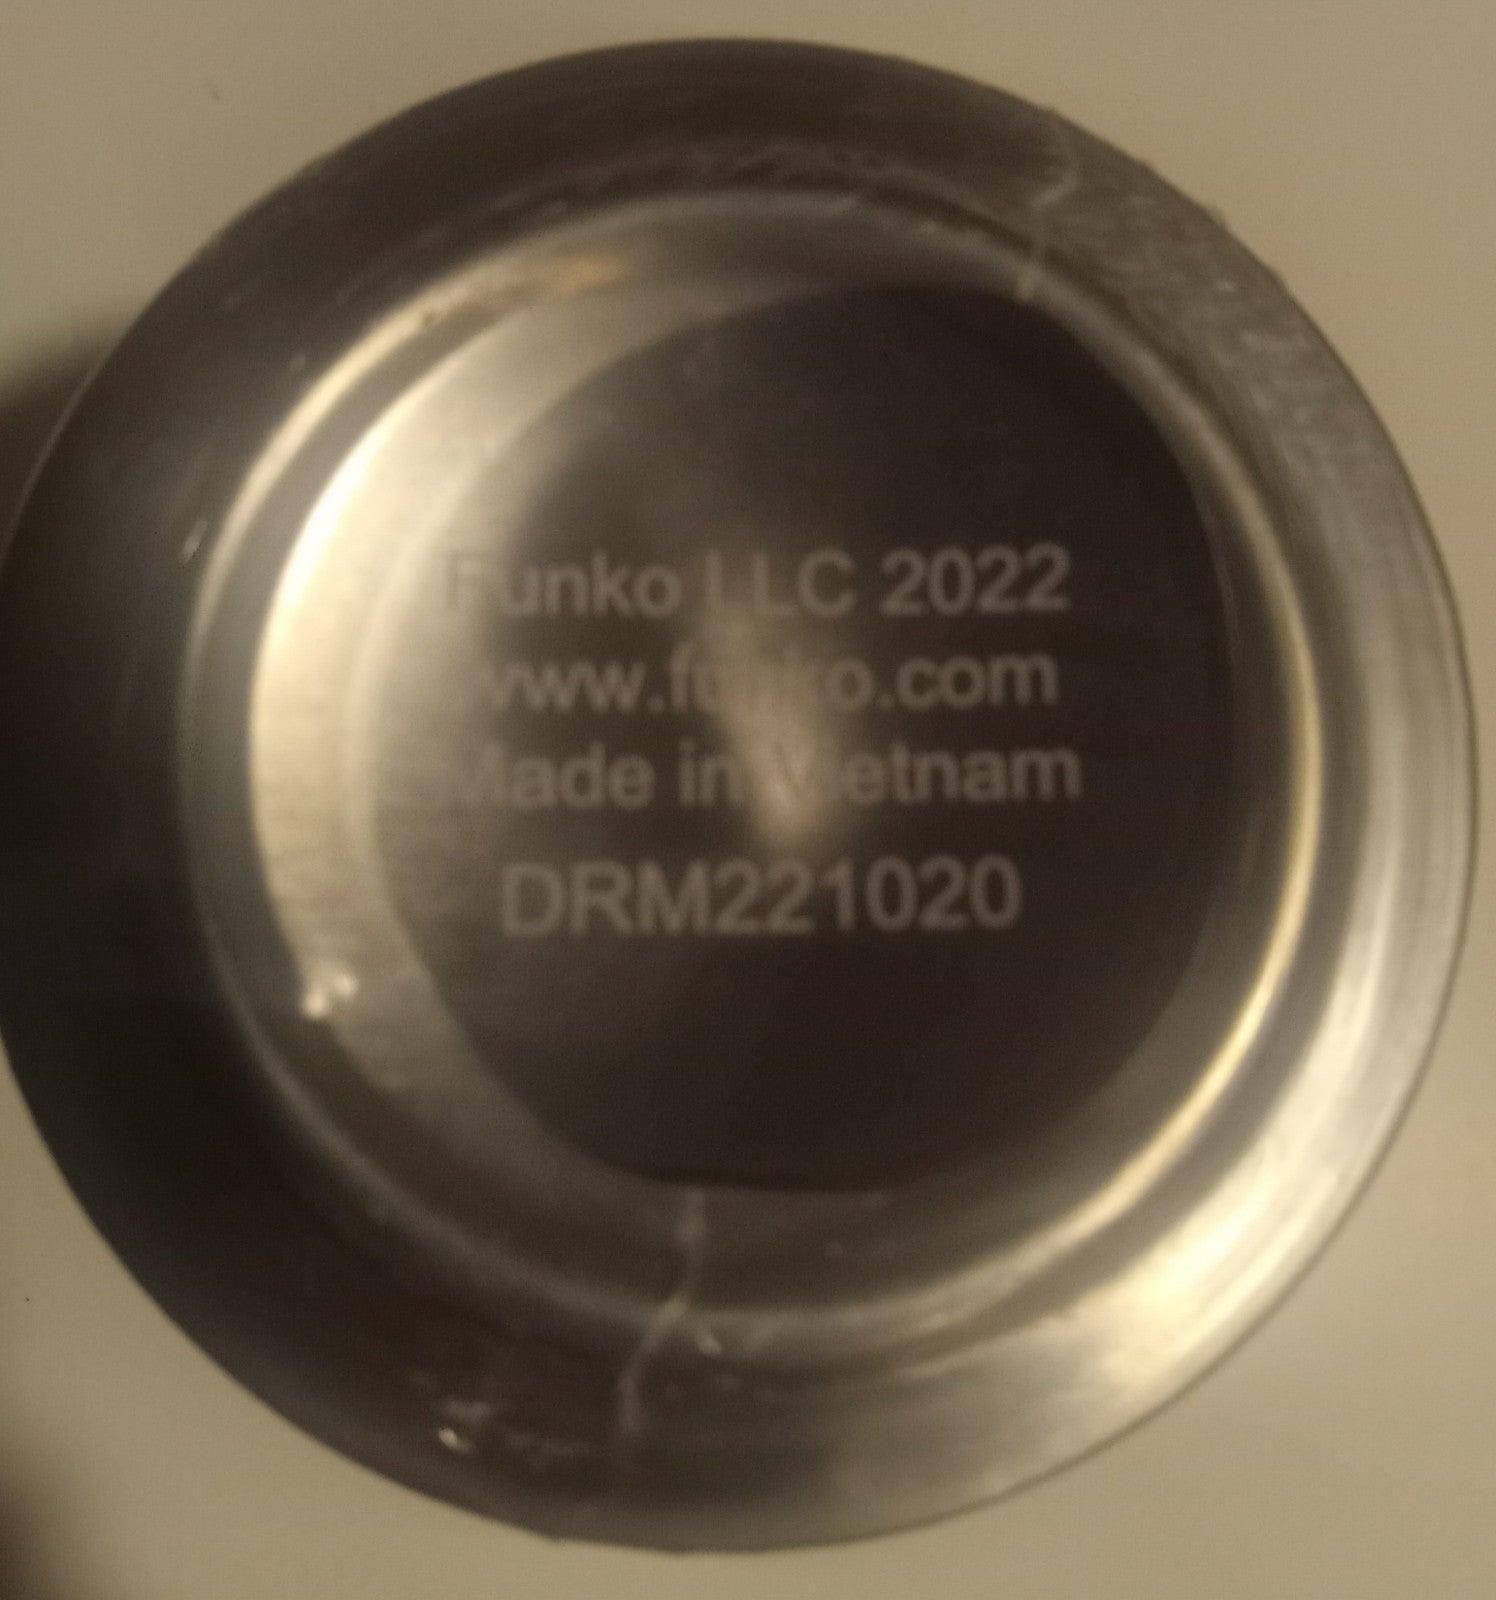 Funko LLC 2022
www.funko.com
Made in Vietnam
DRM221020